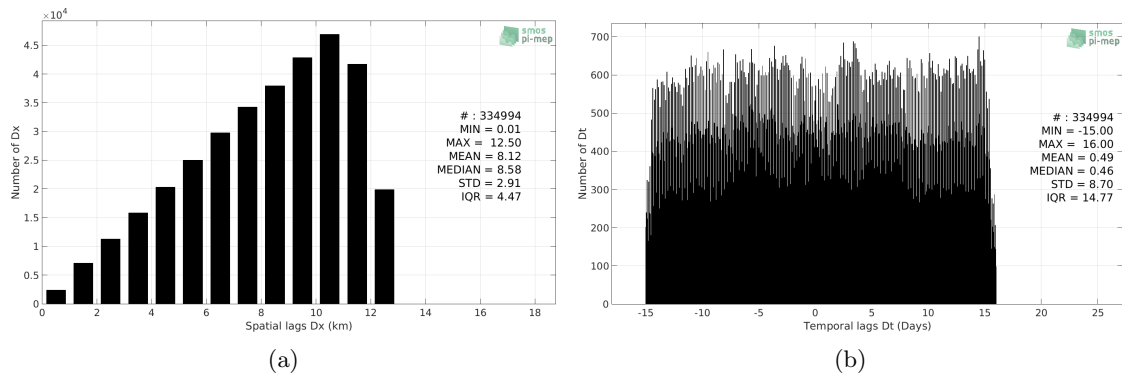 ×10⁴
4.5
4
3.5
3
2.5
2
1.5
1
0.5
0
Number of Dx
0 2 4 6 8 10 12 14 16 18
Spatial lags Dx (km)
smos
pi-mep
# : 334994
MIN = 0.01
MAX = 12.50
MEAN = 8.12
MEDIAN = 8.58
STD = 2.91
IQR = 4.47
(a)
700
600
500
400
300
200
100
0
Number of Dt
-15 -10 -5 0 5 10 15 20 25
Temporal lags Dt (Days)
smos
pi-mep
# : 334994
MIN = -15.00
MAX = 16.00
MEAN = 0.49
MEDIAN = 0.46
STD = 8.70
IQR = 14.77
(b)